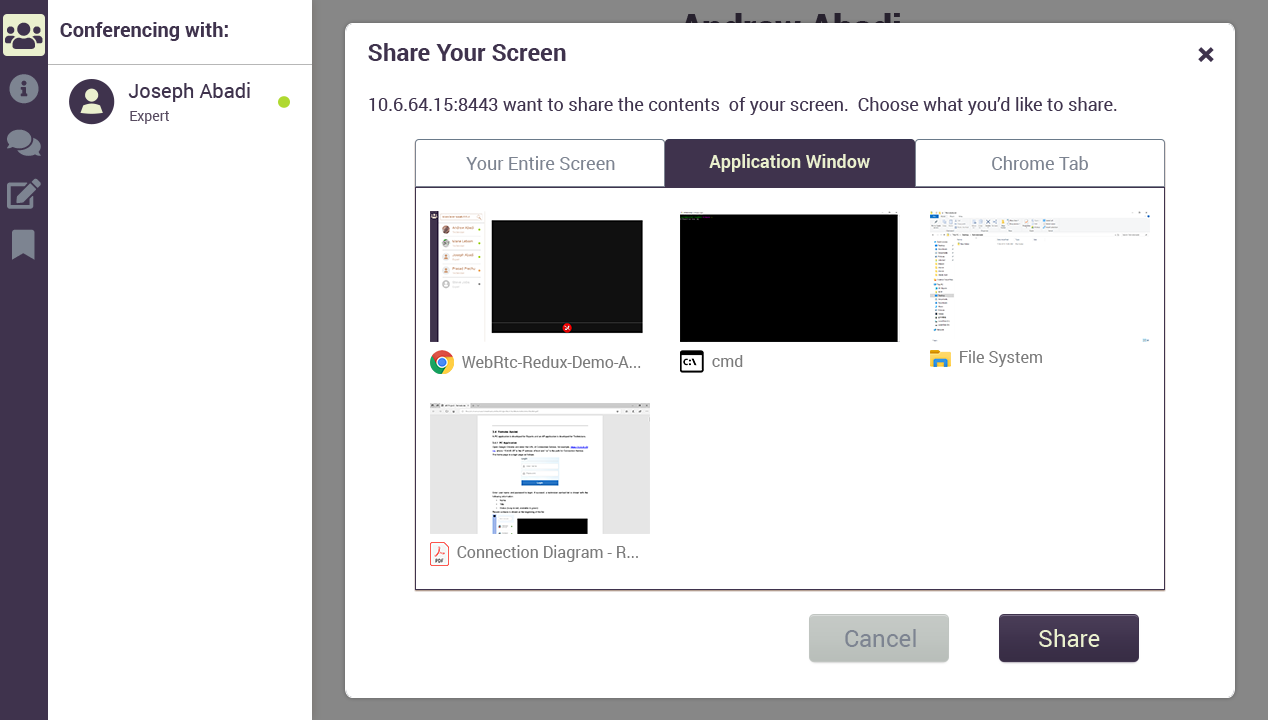 Conferencing with:
Joseph Abadi
Expert
Andrew Abadi
Share Your Screen
10.6.64.15:8443 want to share the contents  of your screen.  Choose what you’d like to share.
Your Entire Screen
Application Window
Chrome Tab
WebRtc-Redux-Demo-A...
C:\
cmd
File System
PDF
Connection Diagram - R...
Cancel
Share